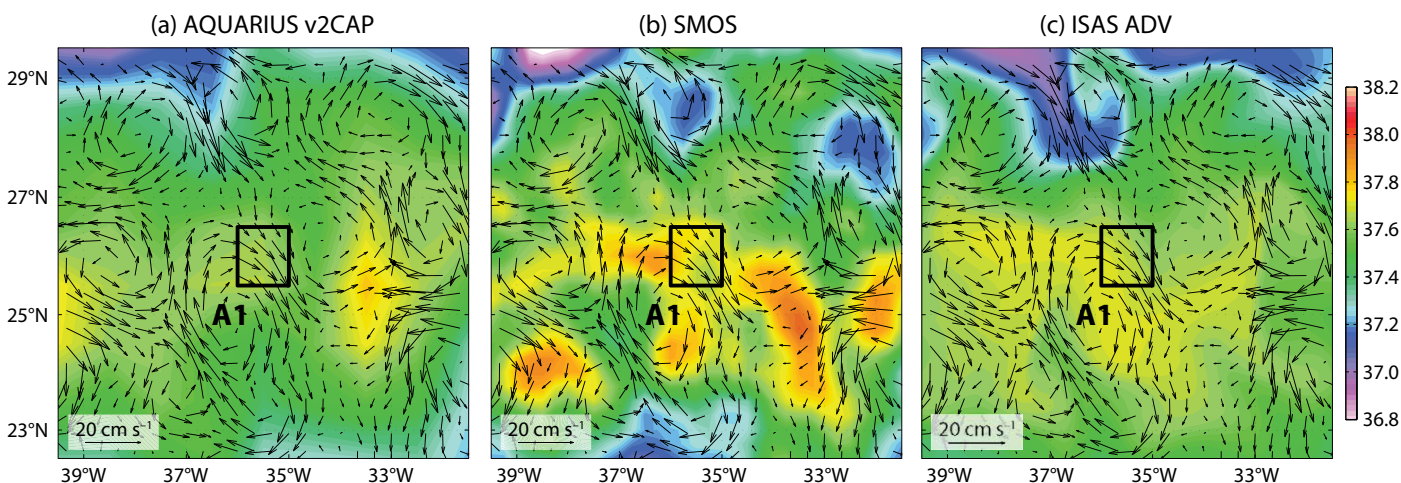 (a) AQUARIUS v2CAP (b) SMOS (c) ISAS ADV
29°N
27°N
25°N
23°N
A1 A1 A1
20 cm s⁻¹ 20 cm s⁻¹ 20 cm s⁻¹
39°W 37°W 35°W 33°W 39°W 37°W 35°W 33°W 39°W 37°W 35°W 33°W
38.2
38.0
37.8
37.6
37.4
37.2
37.0
36.8